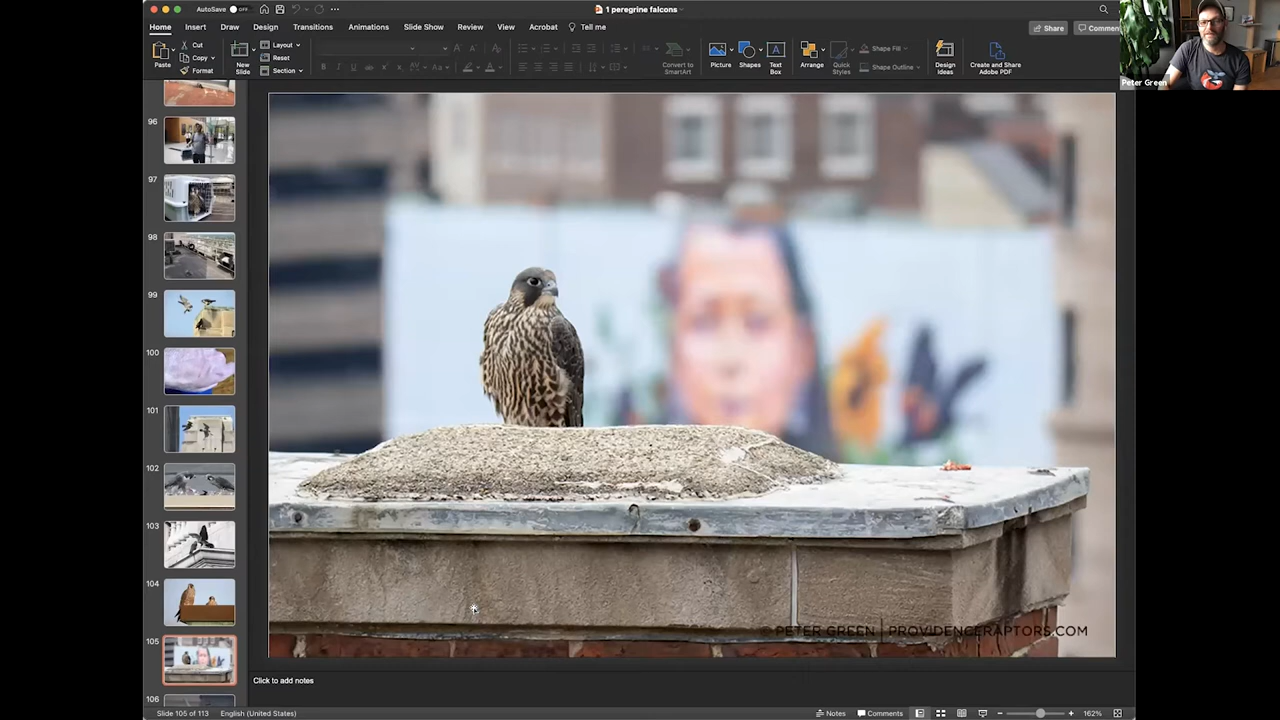 AutoSave OFF
1 peregrine falcons
Home Insert Draw Design Transitions Animations Slide Show Review View Acrobat Tell me
Share Commen
Paste
Cut
Copy
Format
New Slide
Layout
Reset
Section
Convert to SmartArt
Picture
Shapes
Text Box
Arrange
Quick Styles
Shape Fill
Shape Outline
Design Ideas
Create and Share Adobe PDF
Peter Green
96
97
98
99
100
101
102
103
104
105
106
© PETER GREEN | PROVIDENCERAPTORS.COM
Click to add notes
Slide 105 of 113 English (United States) Notes Comments 162%